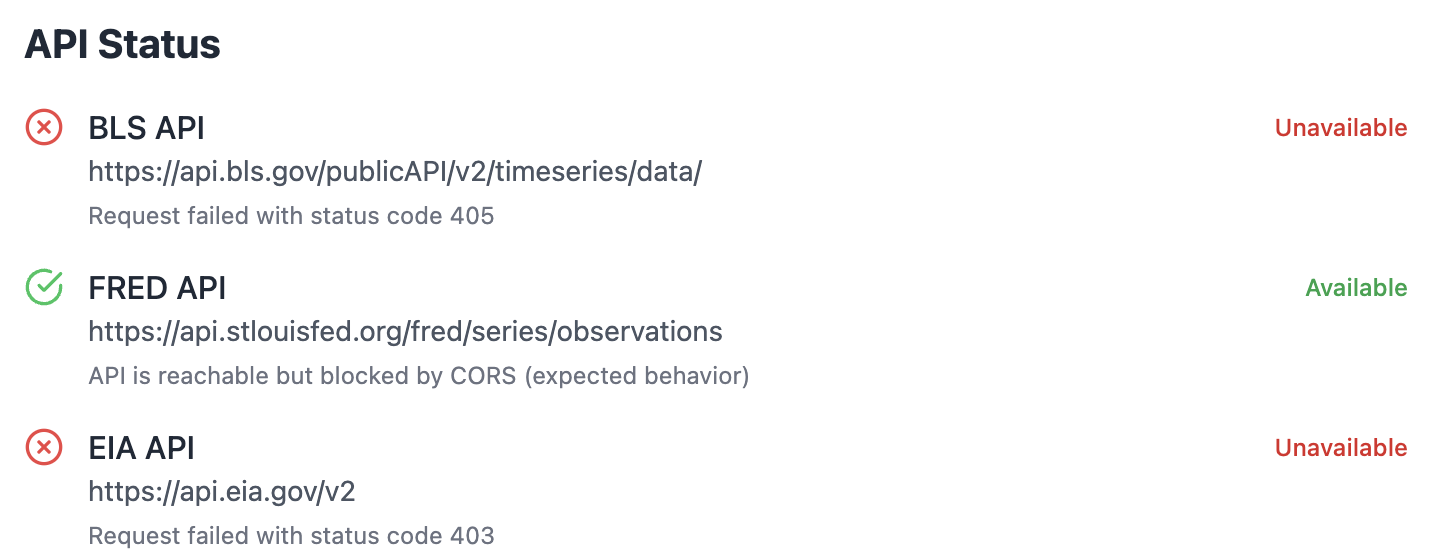 API Status
BLS API
Unavailable
https://api.bls.gov/publicAPI/v2/timeseries/data/
Request failed with status code 405
FRED API
Available
https://api.stlouisfed.org/fred/series/observations
API is reachable but blocked by CORS (expected behavior)
EIA API
Unavailable
https://api.eia.gov/v2
Request failed with status code 403